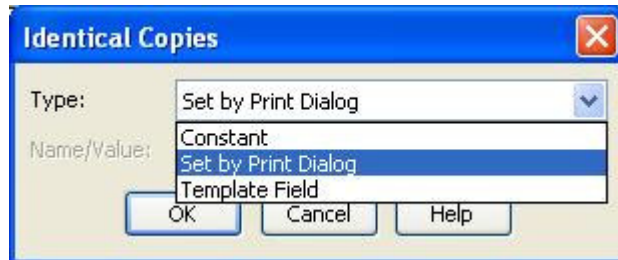 Identical Copies
Type: Set by Print Dialog
Constant
Name/Value: Set by Print Dialog
Template Field
OK Cancel Help